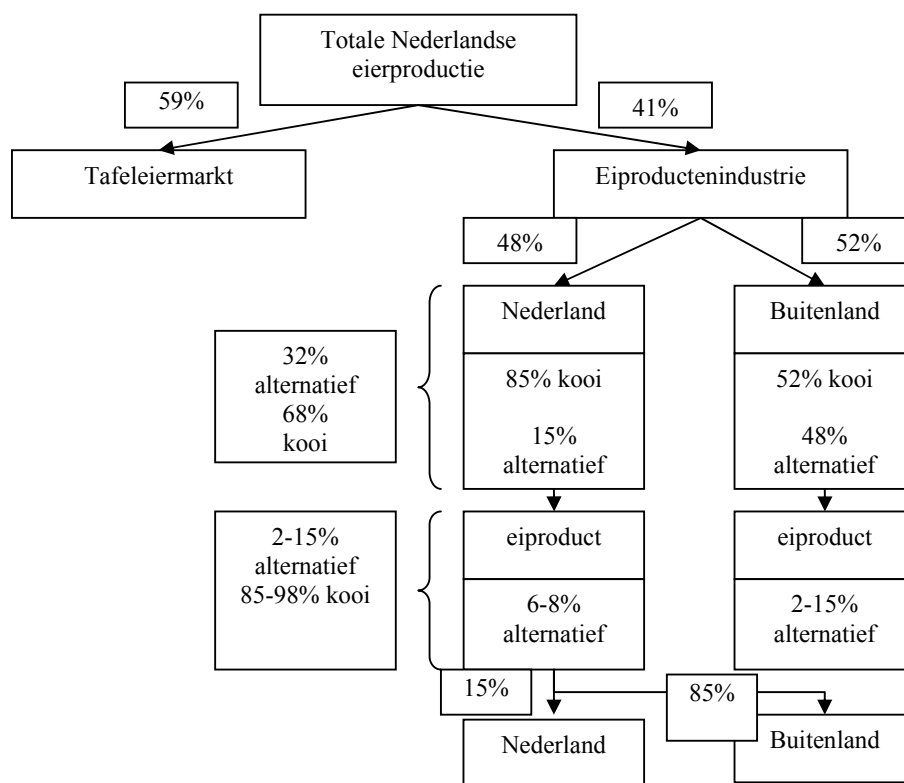 Totale Nederlandse
eierproductie
59%
41%
Tafeleiermarkt
Eiproductenindustrie
48%
52%
Nederland
Buitenland
32%
alternatief
68%
kooi
85% kooi
15%
alternatief
52% kooi
48%
alternatief
2-15%
alternatief
85-98% kooi
eiproduct
eiproduct
6-8%
alternatief
2-15%
alternatief
15%
85%
Nederland
Buitenland